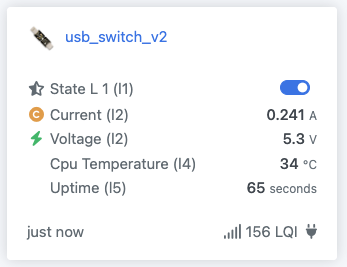 usb_switch_v2
State L 1 (l1)
C Current (l2) 0.241 A
Voltage (l2) 5.3 V
Cpu Temperature (l4) 34 °C
Uptime (l5) 65 seconds
just now 156 LQI